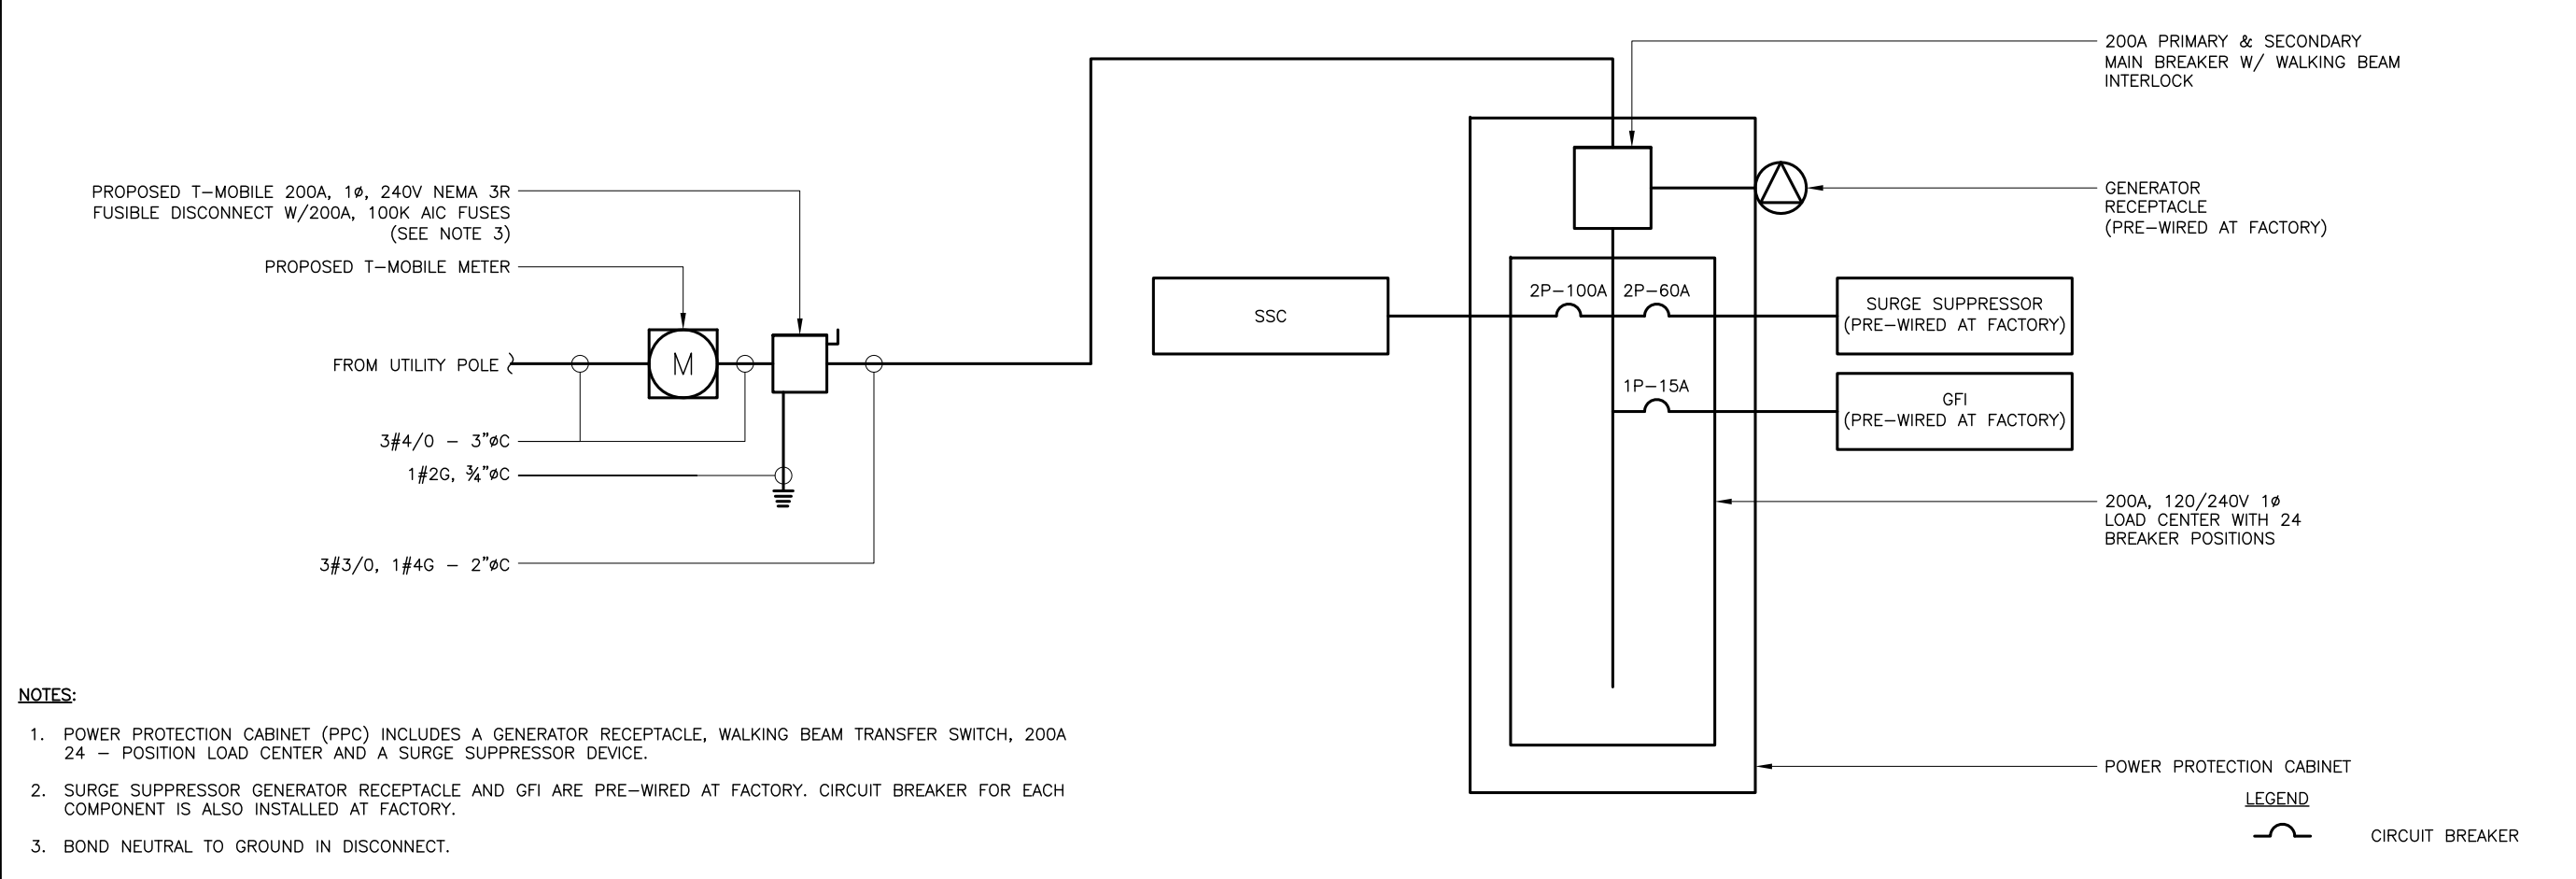 200A PRIMARY & SECONDARY
MAIN BREAKER W/ WALKING BEAM
INTERLOCK
PROPOSED T-MOBILE 200A, 1ø, 240V NEMA 3R
FUSIBLE DISCONNECT W/200A, 100K AIC FUSES
(SEE NOTE 3)
PROPOSED T-MOBILE METER
GENERATOR
RECEPTACLE
(PRE-WIRED AT FACTORY)
FROM UTILITY POLE
M
3#4/0 - 3"øC
1#2G, ¾"øC
3#3/0, 1#4G - 2"øC
SSC
2P-100A
2P-60A
SURGE SUPPRESSOR
(PRE-WIRED AT FACTORY)
1P-15A
GFI
(PRE-WIRED AT FACTORY)
200A, 120/240V 1ø
LOAD CENTER WITH 24
BREAKER POSITIONS
POWER PROTECTION CABINET
LEGEND
CIRCUIT BREAKER
NOTES:
1. POWER PROTECTION CABINET (PPC) INCLUDES A GENERATOR RECEPTACLE, WALKING BEAM TRANSFER SWITCH, 200A
24 - POSITION LOAD CENTER AND A SURGE SUPPRESSOR DEVICE.
2. SURGE SUPPRESSOR GENERATOR RECEPTACLE AND GFI ARE PRE-WIRED AT FACTORY. CIRCUIT BREAKER FOR EACH
COMPONENT IS ALSO INSTALLED AT FACTORY.
3. BOND NEUTRAL TO GROUND IN DISCONNECT.